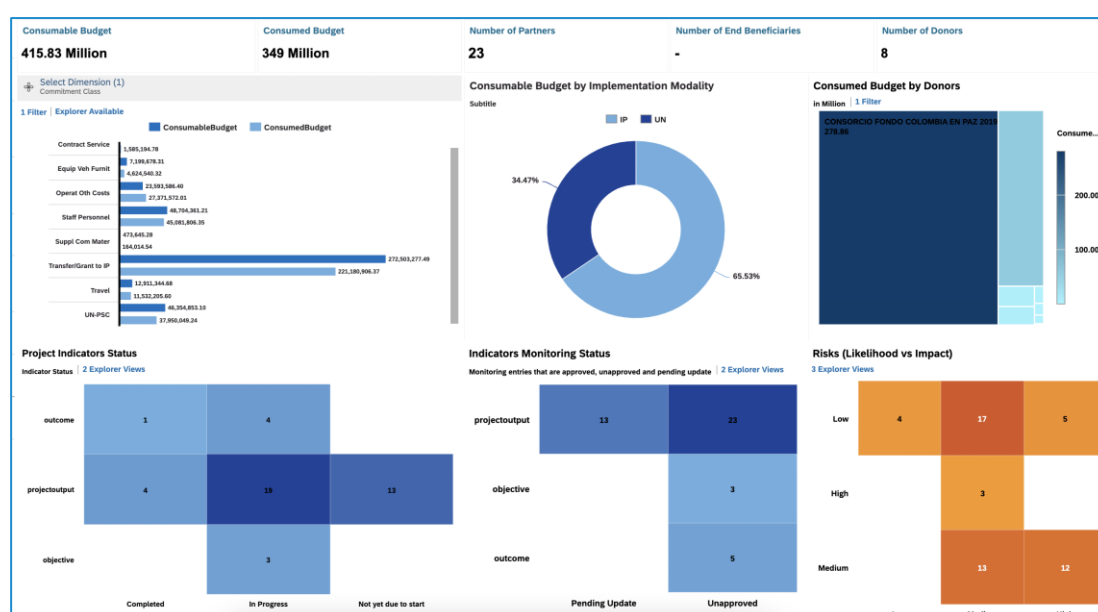 Consumable Budget
415.83 Million
Consumed Budget
349 Million
Number of Partners
23
Number of End Beneficiaries
-
Number of Donors
8
Select Dimension (1)
Commitment Class
1 Filter | Explorer Available
ConsumableBudget ConsumedBudget
Contract Service
1,585,194.78
7,199,678.31
Equip Veh Furnit
4,624,540.32
23,593,586.40
Operat Oth Costs
27,371,572.01
48,704,361.21
Staff Personnel
45,081,806.35
473,645.28
Suppl Com Mater
164,014.54
272,503,277.49
Transfer/Grant to IP
221,180,906.37
12,911,344.68
Travel
11,532,205.60
46,354,853.10
UN-PSC
37,950,049.24
Consumable Budget by Implementation Modality
Subtitle
IP UN
34.47%
65.53%
Consumed Budget by Donors
in Million | 1 Filter
CONSORCIO FONDO COLOMBIA EN PAZ 2019
278.86
Consume...
200.00
100.00
Project Indicators Status
Indicator Status | 2 Explorer Views
outcome 1 4
projectoutput 4 19 13
objective 3
Completed In Progress Not yet due to start
Indicators Monitoring Status
Monitoring entries that are approved, unapproved and pending update | 2 Explorer Views
projectoutput 13 23
objective 3
outcome 5
Pending Update Unapproved
Risks (Likelihood vs Impact)
3 Explorer Views
Low 4 17 5
High 3
Medium 13 12